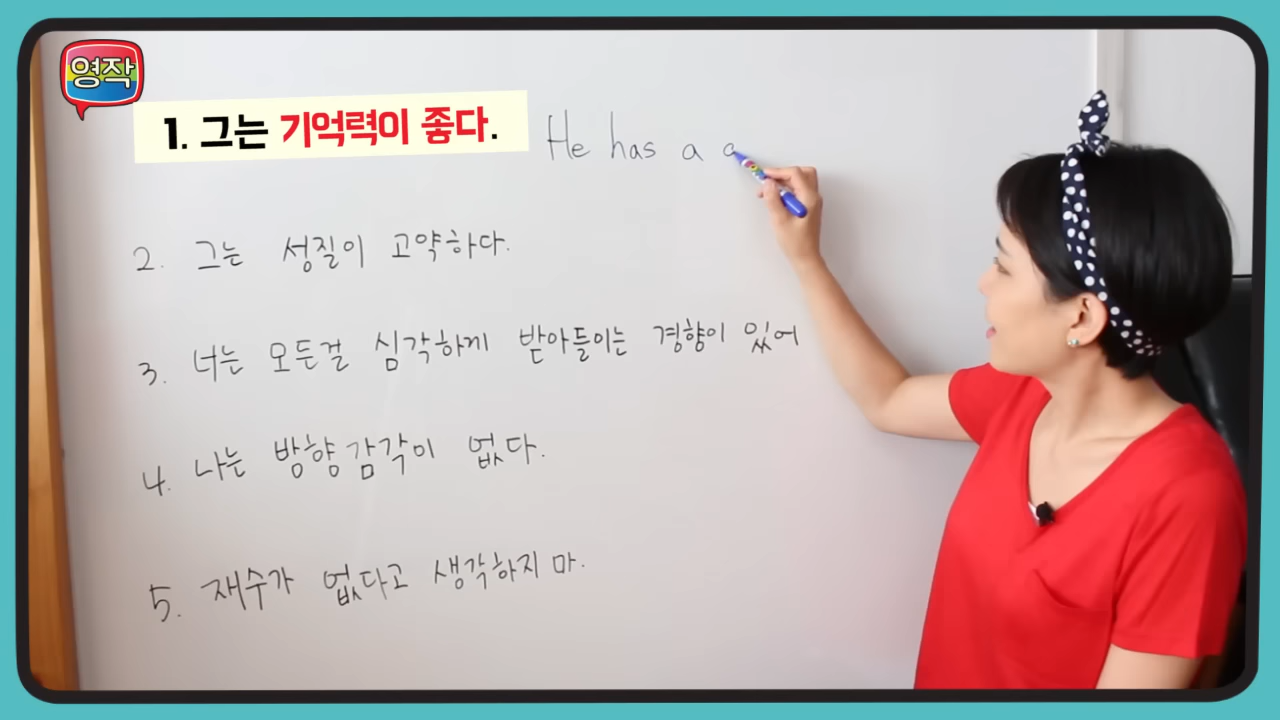 영작
1. 그는 기억력이 좋다. He has a
2. 그는 성질이 고약하다.
3. 너는 모든걸 심각하게 받아들이는 경향이 있어
4. 나는 방향감각이 없다.
5. 재수가 없다고 생각하지 마.